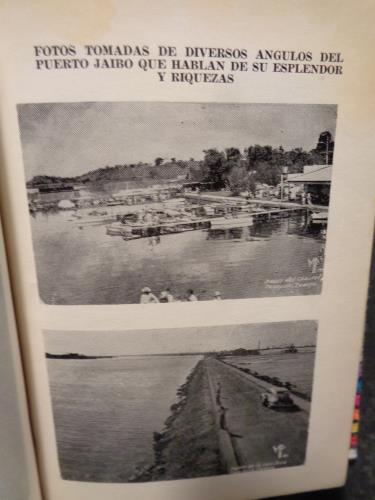 FOTOS TOMADAS DE DIVERSOS ANGULOS DEL
PUERTO JAIBO QUE HABLAN DE SU ESPLENDOR
Y RIQUEZAS